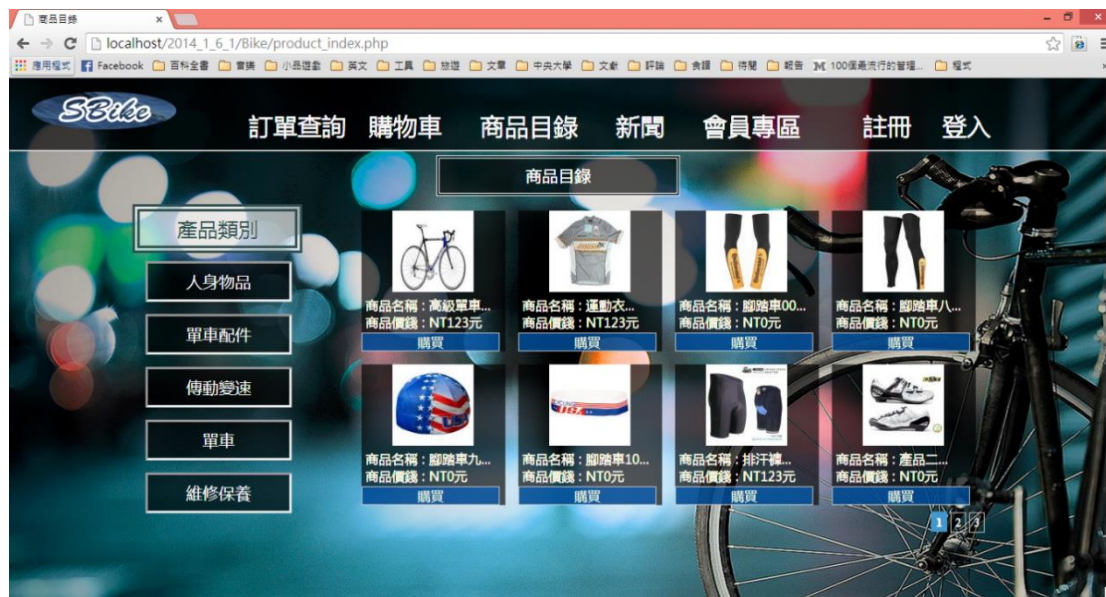 商品目錄
localhost/2014_1_6_1/Bike/product_index.php
應用程式 Facebook 百科全書 音樂 小品遊戲 英文 工具 旅遊 文章 中央大學 文獻 評論 食譜 待閱 報告 100個最流行的管理... 程式
SBike
訂單查詢 購物車 商品目錄 新聞 會員專區 註冊 登入
商品目錄
產品類別
人身物品
單車配件
傳動變速
單車
維修保養
商品名稱：高級單車...
商品價錢：NT123元
購買
商品名稱：運動衣...
商品價錢：NT123元
購買
商品名稱：腳踏車00...
商品價錢：NT0元
購買
商品名稱：腳踏車八...
商品價錢：NT0元
購買
商品名稱：腳踏車九...
商品價錢：NT0元
購買
CYCLING
USA
商品名稱：腳踏車10...
商品價錢：NT0元
購買
商品名稱：排汗褲...
商品價錢：NT123元
購買
商品名稱：產品二...
商品價錢：NT0元
購買
1 2 3